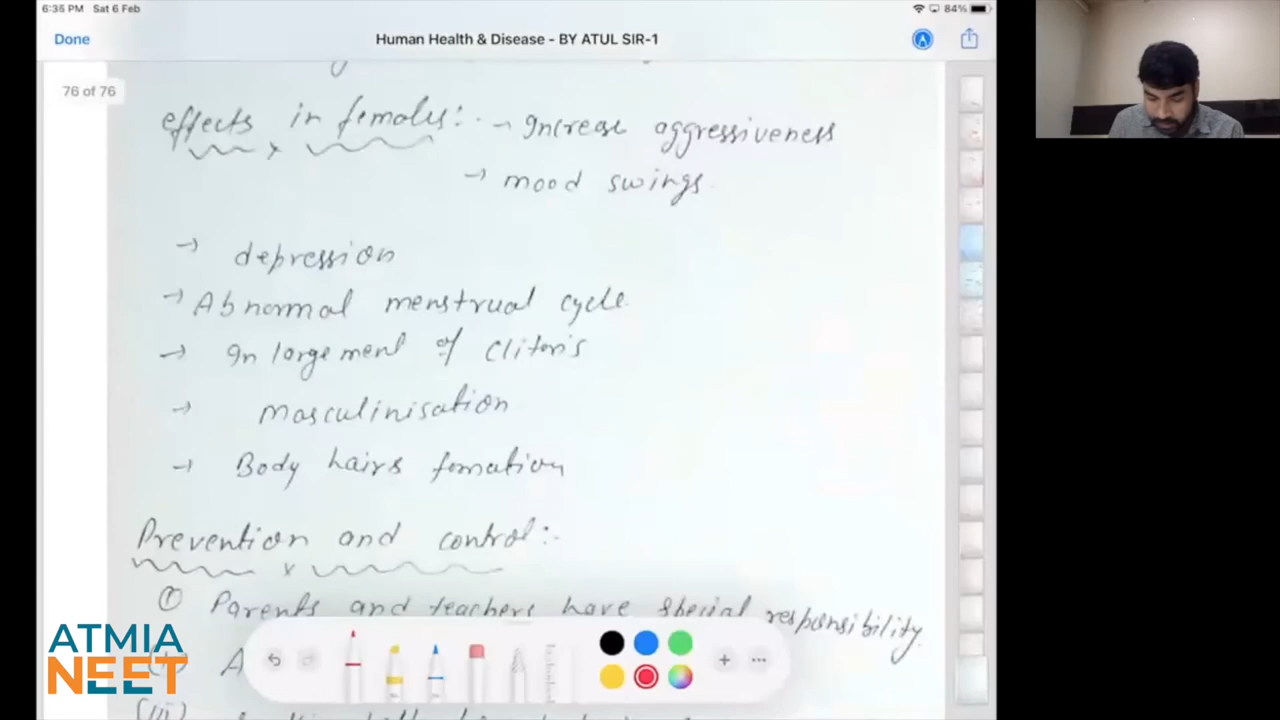 6:35 PM Sat 6 Feb
84%
Done
Human Health & Disease - BY ATUL SIR-1
76 of 76
effects in females:- → Increase aggressiveness
→ mood swings
→ depression
→ Abnormal menstrual cycle
→ Inlargement of clitoris
→ masculinisation
→ Body hairs formation
Prevention and control:-
(i) Parents and teachers have special responsibility.
A
(iii)
ATMIA
NEET